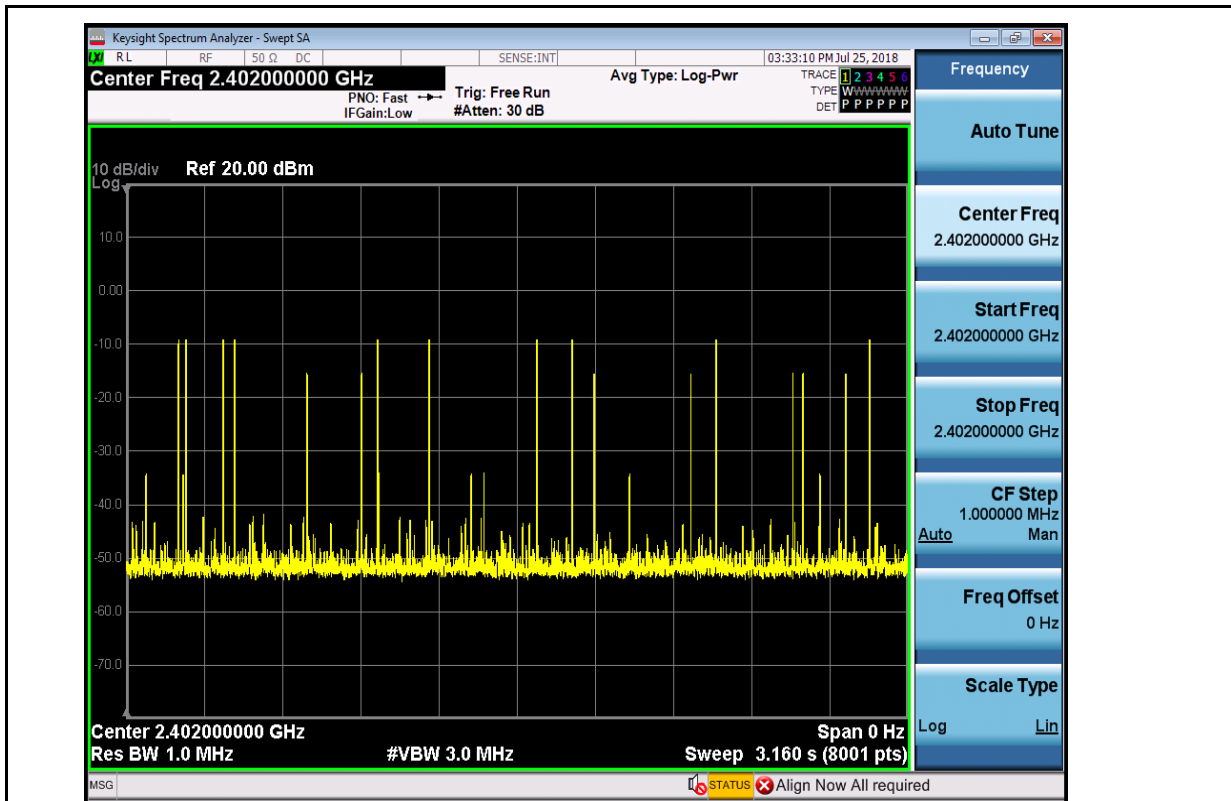 Keysight Spectrum Analyzer - Swept SA
LXI RL RF 50 Ω DC SENSE:INT 03:33:10 PM Jul 25, 2018
Center Freq 2.402000000 GHz
PNO: Fast
IFGain:Low
Trig: Free Run
#Atten: 30 dB
Avg Type: Log-Pwr
TRACE 1 2 3 4 5 6
TYPE WWWWWW
DET P P P P P P
10 dB/div Ref 20.00 dBm
Log
10.0
0.00
-10.0
-20.0
-30.0
-40.0
-50.0
-60.0
-70.0
Center 2.402000000 GHz Span 0 Hz
Res BW 1.0 MHz #VBW 3.0 MHz Sweep 3.160 s (8001 pts)
MSG STATUS Align Now All required
Frequency
Auto Tune
Center Freq
2.402000000 GHz
Start Freq
2.402000000 GHz
Stop Freq
2.402000000 GHz
CF Step
1.000000 MHz
Auto Man
Freq Offset
0 Hz
Scale Type
Log Lin